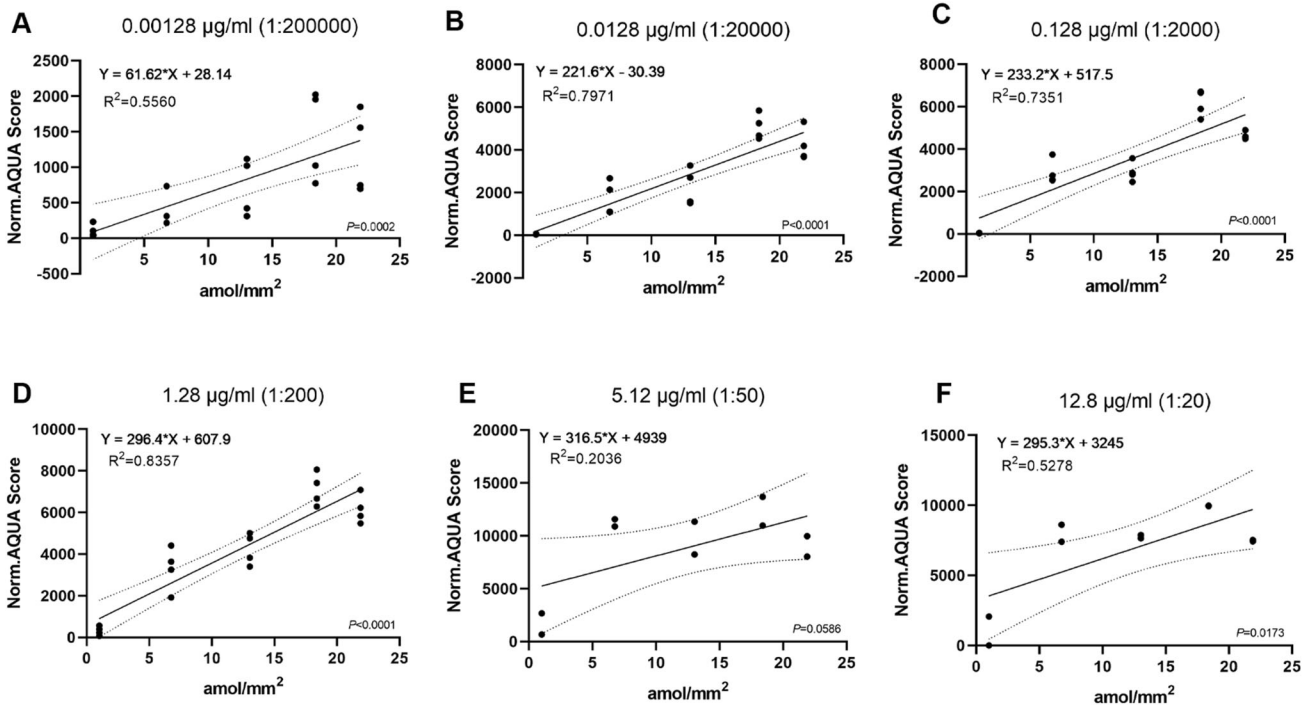 A
0.00128 µg/ml (1:200000)
Y = 61.62*X + 28.14
R²=0.5560
Norm.AQUA Score
2500
2000
1500
1000
500
0
-500
5
10
15
20
25
P=0.0002
amol/mm²
B
0.0128 µg/ml (1:20000)
Y = 221.6*X - 30.39
R²=0.7971
Norm.AQUA Score
8000
6000
4000
2000
0
-2000
5
10
15
20
25
P<0.0001
amol/mm²
C
0.128 µg/ml (1:2000)
Y = 233.2*X + 517.5
R²=0.7351
Norm.AQUA Score
8000
6000
4000
2000
0
-2000
5
10
15
20
25
P<0.0001
amol/mm²
D
1.28 µg/ml (1:200)
Y = 296.4*X + 607.9
R²=0.8357
Norm.AQUA Score
10000
8000
6000
4000
2000
0
0
5
10
15
20
25
P<0.0001
amol/mm²
E
5.12 µg/ml (1:50)
Y = 316.5*X + 4939
R²=0.2036
Norm.AQUA Score
20000
15000
10000
5000
0
0
5
10
15
20
25
P=0.0586
amol/mm²
F
12.8 µg/ml (1:20)
Y = 295.3*X + 3245
R²=0.5278
Norm.AQUA Score
15000
10000
5000
0
0
5
10
15
20
25
P=0.0173
amol/mm²